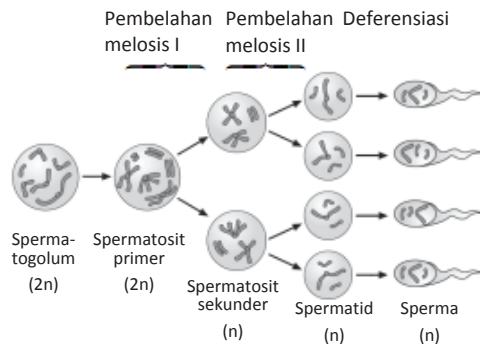 Pembelahan
melosis I
Pembelahan
melosis II
Deferensiasi
Sperma-
togolum
(2n)
Spermatosit
primer
(2n)
Spermatosit
sekunder
(n)
Spermatid
(n)
Sperma
(n)